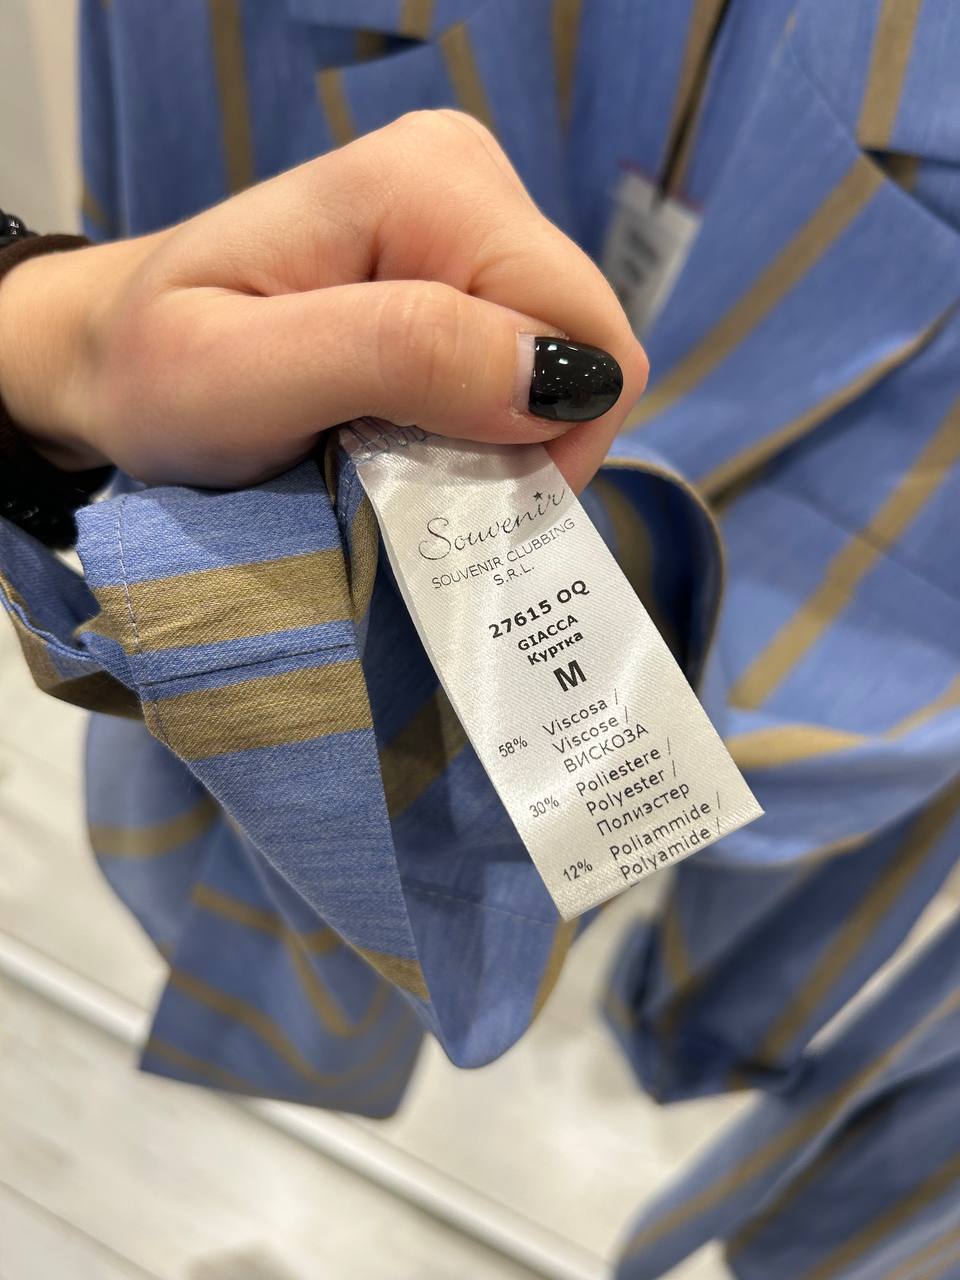 Souvenir
SOUVENIR CLUBBING
S.R.L.
27615 OQ
GIACCA
Куртка
M
58% Viscosa /
Viscose /
ВИСКОЗА
30% Poliestere /
Polyester /
Полиэстер
12% Poliammide /
Polyamide /